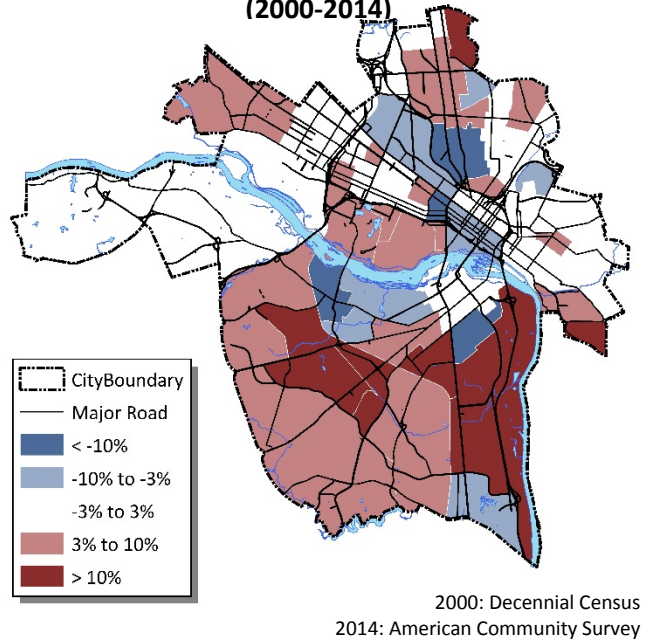 (2000-2014)
CityBoundary
Major Road
< -10%
-10% to -3%
-3% to 3%
3% to 10%
> 10%
2000: Decennial Census
2014: American Community Survey